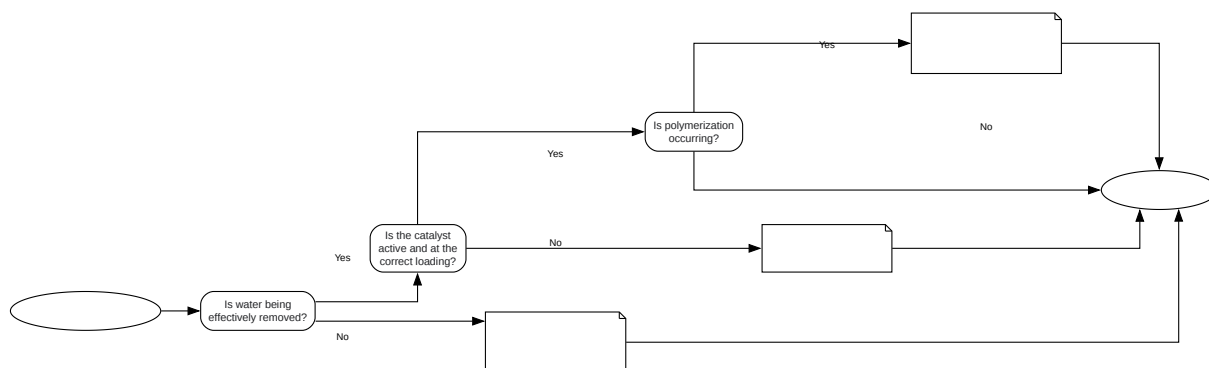 Yes
Is polymerization
occurring?
No
Yes
Is the catalyst
active and at the
correct loading?
No
Yes
Is water being
effectively removed?
No